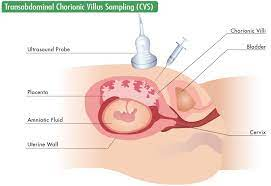 Transabdominal Chorionic Villus Sampling (CVS)
Chorionic Villi
Ultrasound Probe
Bladder
Placenta
Amniotic Fluid
Uterine Wall
Cervix